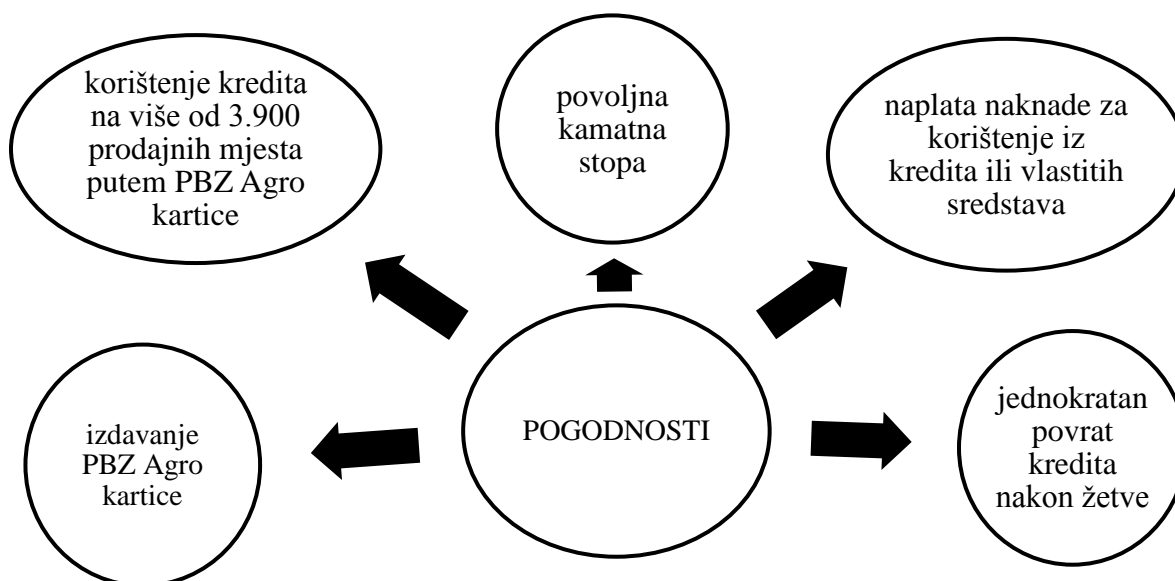 korištenje kredita
na više od 3.900
prodajnih mjesta
putem PBZ Agro
kartice
povoljna
kamatna
stopa
naplata naknade za
korištenje iz
kredita ili vlastitih
sredstava
izdavanje
PBZ Agro
kartice
POGODNOSTI
jednokratan
povrat
kredita
nakon žetve